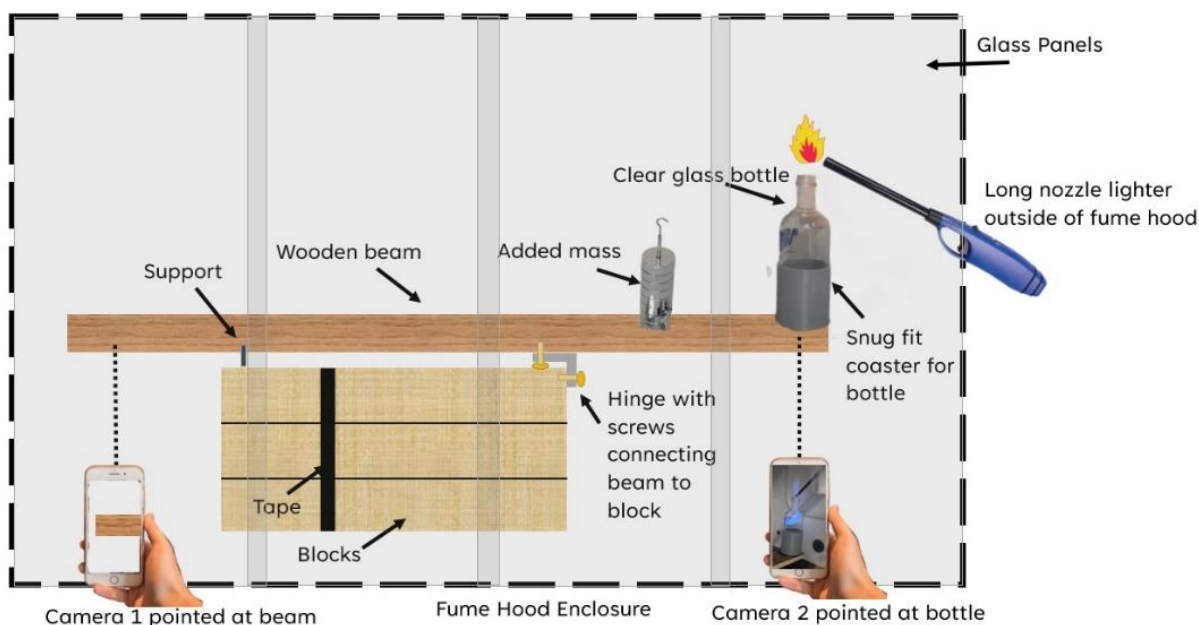 Glass Panels
Clear glass bottle
Long nozzle lighter
outside of fume hood
Wooden beam
Added mass
Support
Snug fit
coaster for
bottle
Hinge with
screws
connecting
beam to
block
Tape
Blocks
Camera 1 pointed at beam
Fume Hood Enclosure
Camera 2 pointed at bottle